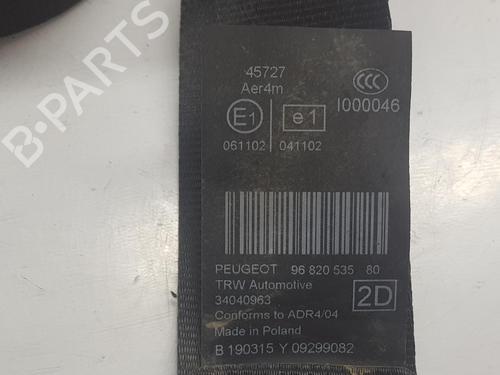 45727
Aer4m
CCC
I000046
E1 e1
061102 041102
PEUGEOT 96 820 535 80
TRW Automotive
34040963
2D
Conforms to ADR4/04
Made in Poland
B 190315 Y 09299082
B-PARTS